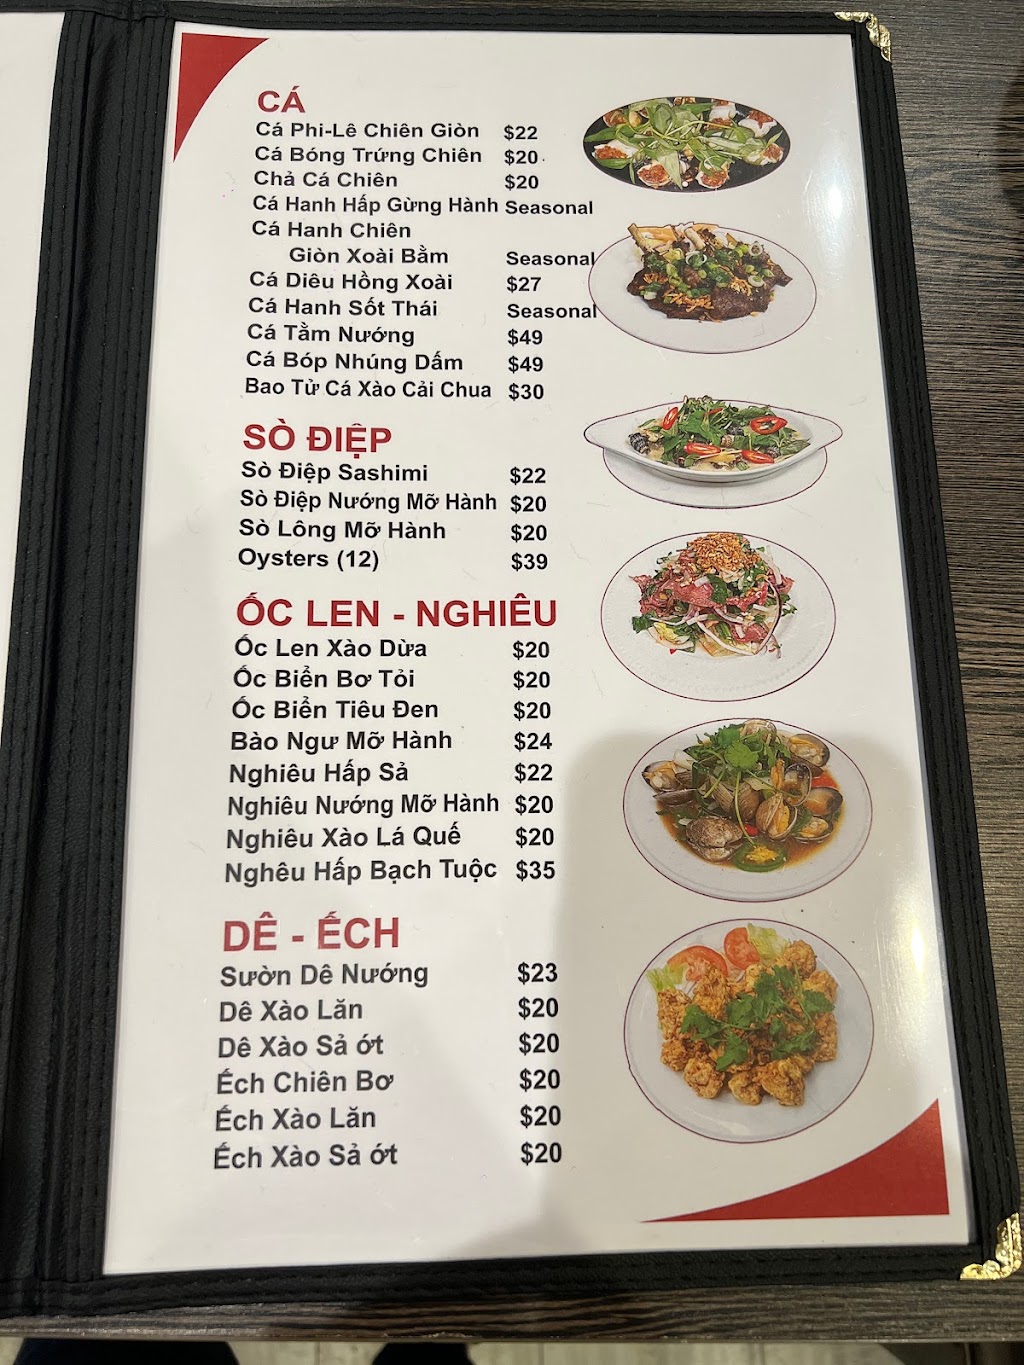 CÁ
Cá Phi-Lê Chiên Giòn $22
Cá Bóng Trứng Chiên $20
Chả Cá Chiên $20
Cá Hanh Hấp Gừng Hành Seasonal
Cá Hanh Chiên
Giòn Xoài Bằm Seasonal
Cá Diêu Hồng Xoài $27
Cá Hanh Sốt Thái Seasonal
Cá Tằm Nướng $49
Cá Bóp Nhúng Dấm $49
Bao Tử Cá Xào Cải Chua $30
SÒ ĐIỆP
Sò Điệp Sashimi $22
Sò Điệp Nướng Mỡ Hành $20
Sò Lông Mỡ Hành $20
Oysters (12) $39
ỐC LEN - NGHIÊU
Ốc Len Xào Dừa $20
Ốc Biển Bơ Tỏi $20
Ốc Biển Tiêu Đen $20
Bào Ngư Mỡ Hành $24
Nghiêu Hấp Sả $22
Nghiêu Nướng Mỡ Hành $20
Nghiêu Xào Lá Quế $20
Nghêu Hấp Bạch Tuộc $35
DÊ - ẾCH
Sườn Dê Nướng $23
Dê Xào Lăn $20
Dê Xào Sả ớt $20
Ếch Chiên Bơ $20
Ếch Xào Lăn $20
Ếch Xào Sả ớt $20